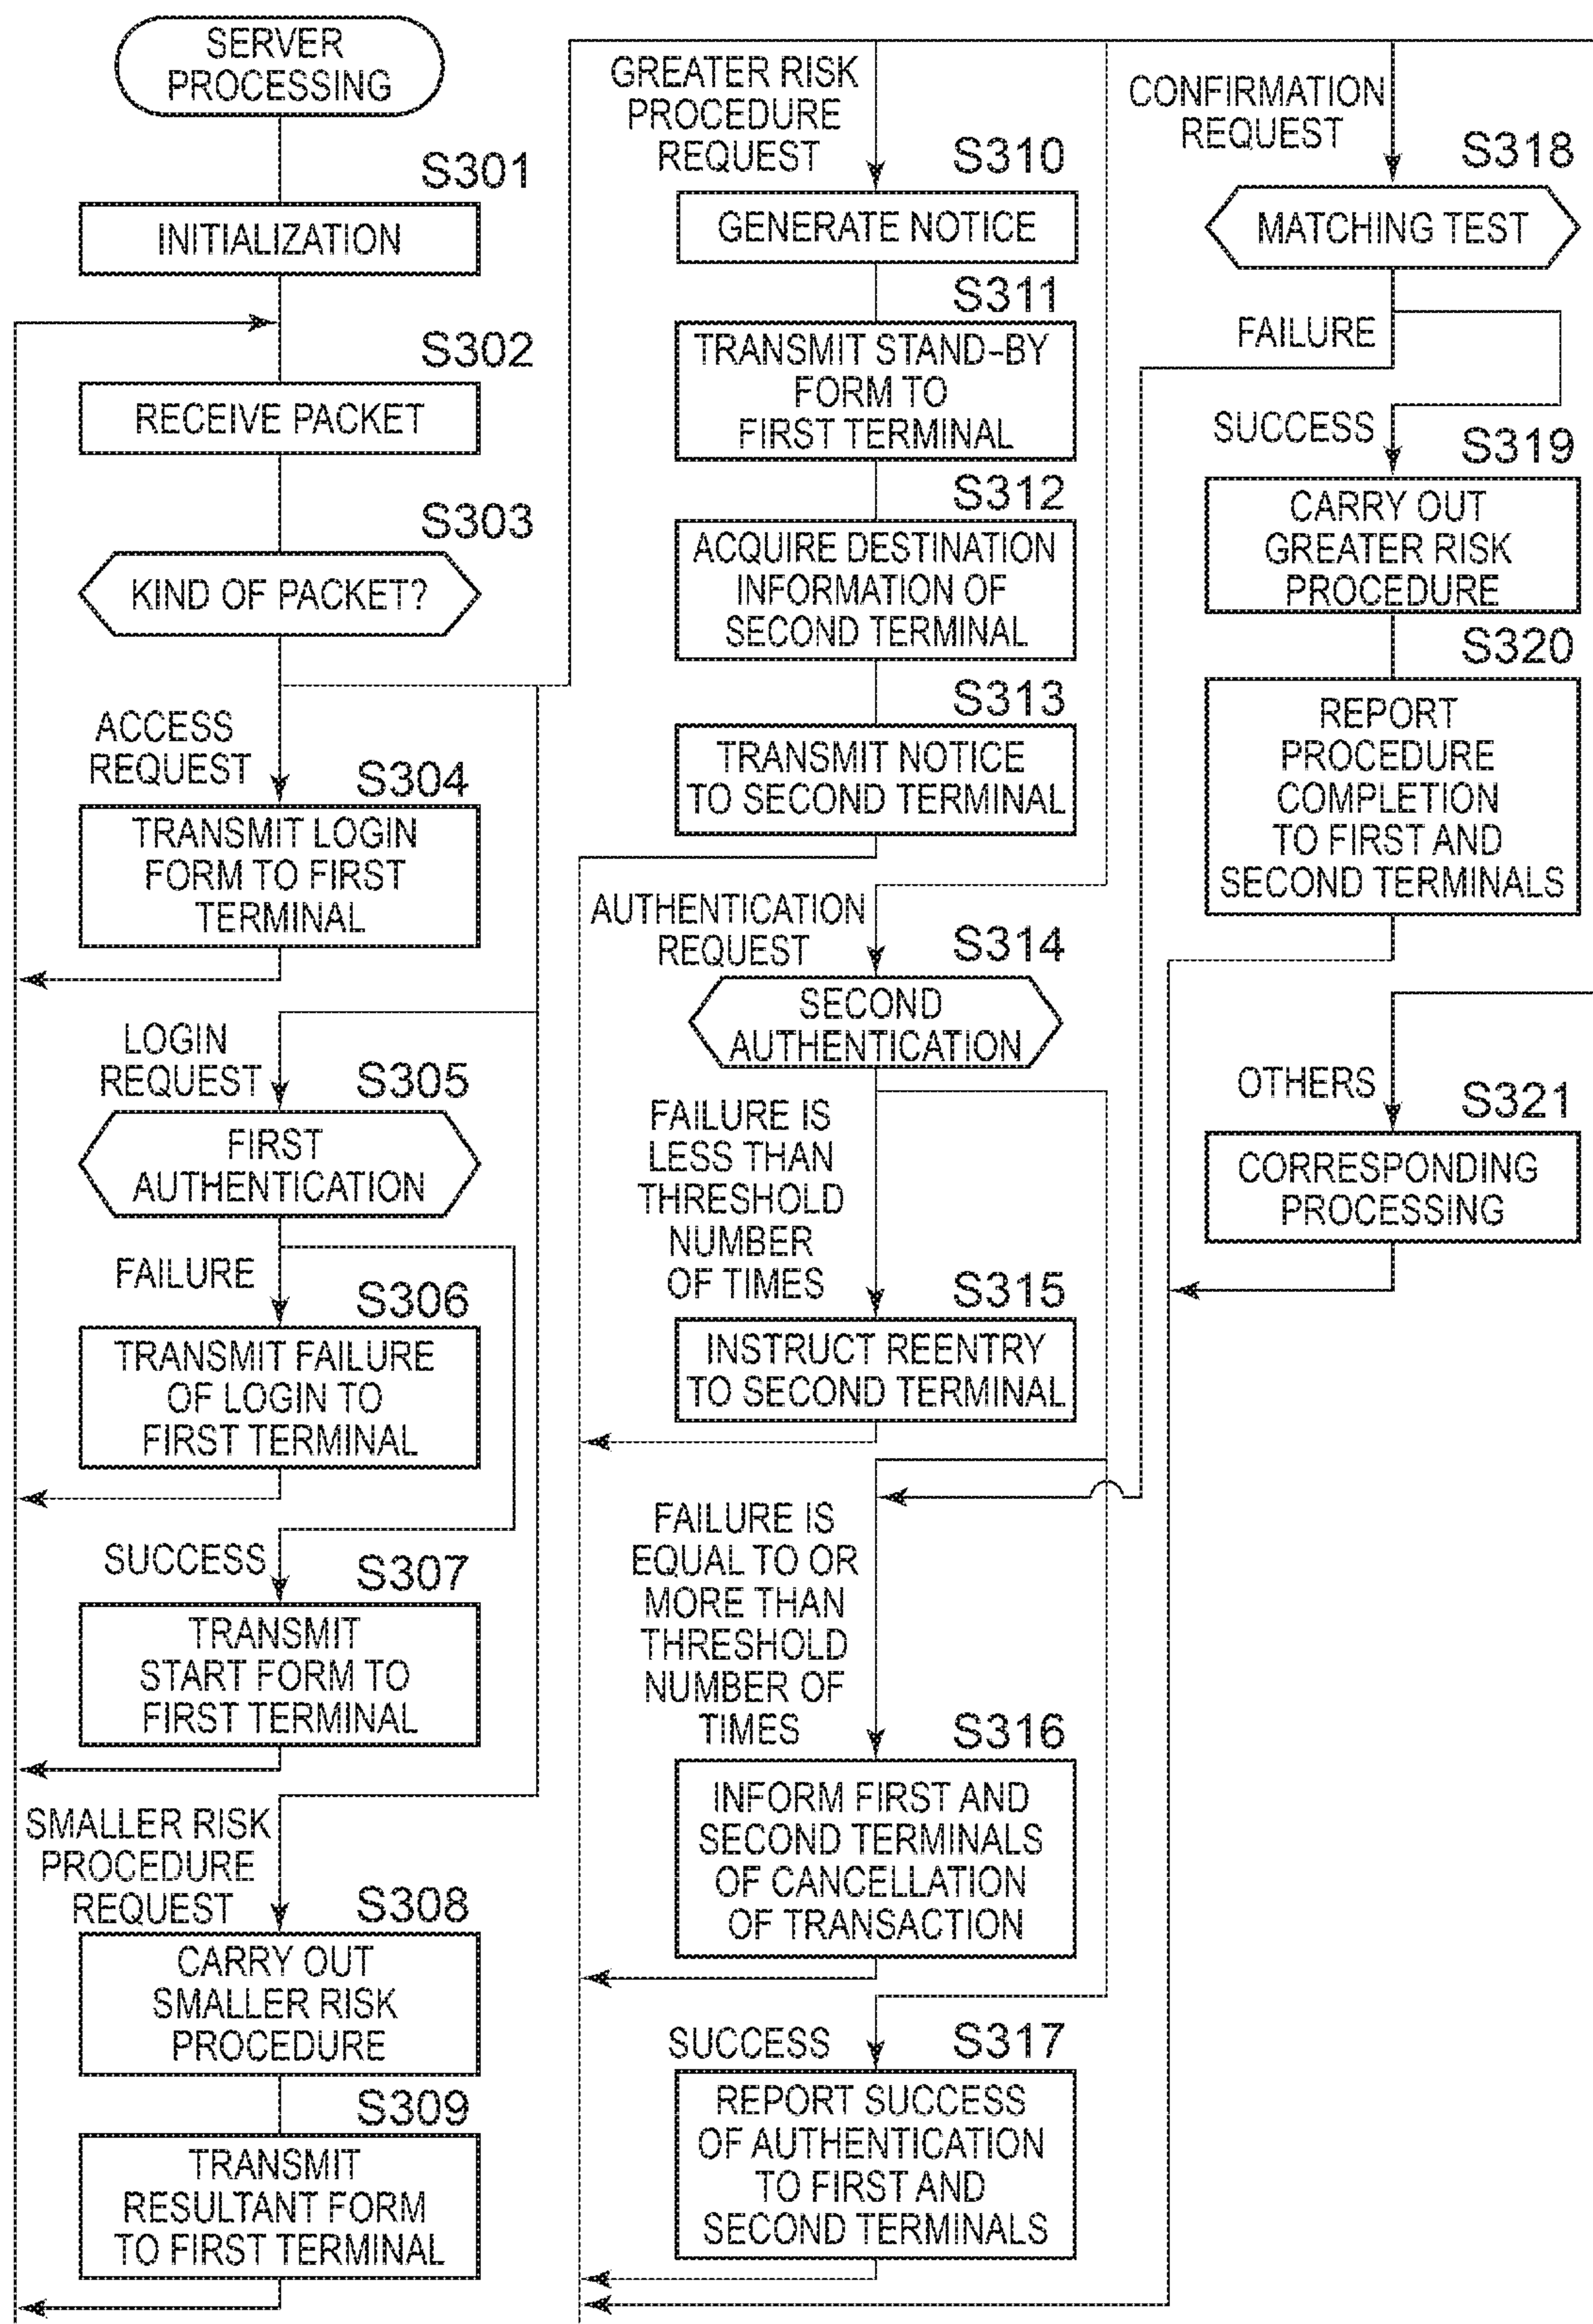 SERVER
PROCESSING
S301
INITIALIZATION
S302
RECEIVE PACKET
S303
KIND OF PACKET?
ACCESS
REQUEST
S304
TRANSMIT LOGIN
FORM TO FIRST
TERMINAL
LOGIN
REQUEST
S305
FIRST
AUTHENTICATION
FAILURE
S306
TRANSMIT FAILURE
OF LOGIN TO
FIRST TERMINAL
SUCCESS
S307
TRANSMIT
START FORM TO
FIRST TERMINAL
SMALLER RISK
PROCEDURE
REQUEST
S308
CARRY OUT
SMALLER RISK
PROCEDURE
S309
TRANSMIT
RESULTANT FORM
TO FIRST TERMINAL
GREATER RISK
PROCEDURE
REQUEST
S310
GENERATE NOTICE
S311
TRANSMIT STAND-BY
FORM TO
FIRST TERMINAL
S312
ACQUIRE DESTINATION
INFORMATION OF
SECOND TERMINAL
S313
TRANSMIT NOTICE
TO SECOND TERMINAL
AUTHENTICATION
REQUEST
S314
SECOND
AUTHENTICATION
FAILURE IS
LESS THAN
THRESHOLD
NUMBER
OF TIMES
S315
INSTRUCT REENTRY
TO SECOND TERMINAL
FAILURE IS
EQUAL TO OR
MORE THAN
THRESHOLD
NUMBER OF
TIMES
S316
INFORM FIRST AND
SECOND TERMINALS
OF CANCELLATION
OF TRANSACTION
SUCCESS
S317
REPORT SUCCESS
OF AUTHENTICATION
TO FIRST AND
SECOND TERMINALS
CONFIRMATION
REQUEST
S318
MATCHING TEST
FAILURE
SUCCESS
S319
CARRY OUT
GREATER RISK
PROCEDURE
S320
REPORT
PROCEDURE
COMPLETION
TO FIRST AND
SECOND TERMINALS
OTHERS
S321
CORRESPONDING
PROCESSING